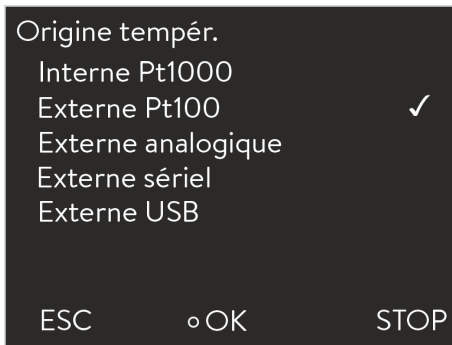 Origine tempér.
Interne Pt1000
Externe Pt100 ✓
Externe analogique
Externe sériel
Externe USB
ESC ○ OK STOP